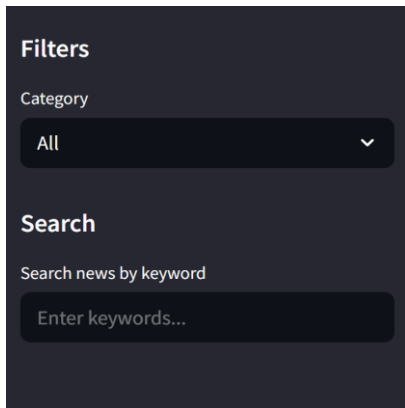 Filters
Category
All
Search
Search news by keyword
Enter keywords...